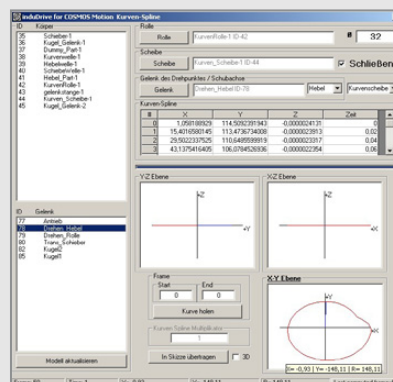 induDrive for COSMOS Motion Kurven-Spline
ID Körper
35 Schieber-1
36 Kugel_Gelenk-1
37 Dummy_Part-1
38 Kurvenrolle-1
39 Hebelwelle-1
40 Schieberwelle-1
41 Hebel_Part-1
42 KurvenRolle-1
43 gelenkstange-1
44 Kurven_Scheibe-1
45 Kugel_Gelenk-2
Rolle
Rolle KurvenRolle-1 ID-42 32
Scheibe
Scheibe Kurven_Scheibe-1 ID-44 Schließen
Gelenk des Drehpunktes / Schubachse
Gelenk Drehen_Hebel ID-78 Hebel Kurvenscheibe
Kurven-Spline
# X Y Z Zeit
0 1,058188929 114,5092391943 -0,0000024131 0
1 15,4016580145 113,4736734008 -0,0000023913 0,02
2 29,5022337525 110,6485599919 -0,0000023317 0,04
3 43,1375416405 106,0784526936 -0,0000022354 0,06
Y-Z Ebene X-Z Ebene
Z Z
Y X
ID Gelenk
77 Antrieb
78 Drehen_Hebel
79 Drehen_Rolle
80 Trans_Schieber
82 Kugel2
85 Kugel1
Frame
Start End
0 0
Kurve holen
Kurven Spline Multiplikator
1
In Skizze übertragen 3D
X-Y Ebene
X= -0,93 | Y= -148,11 | R= 148,11
Modell aktualisieren